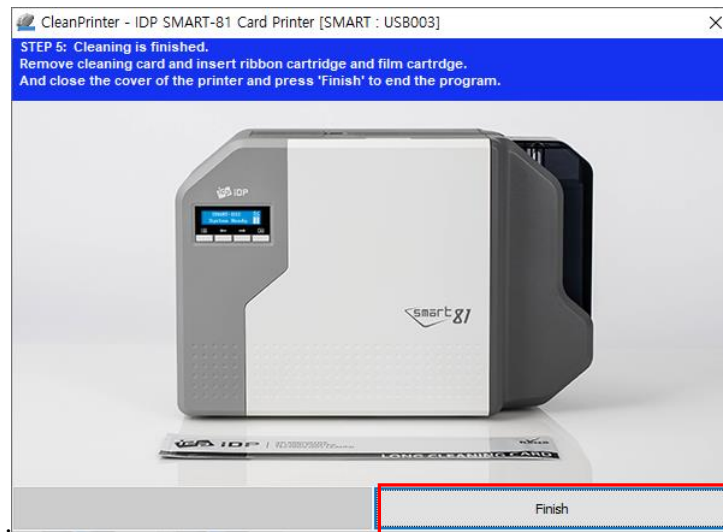 CleanPrinter - IDP SMART-81 Card Printer [SMART : USB003]
STEP 5: Cleaning is finished.
Remove cleaning card and insert ribbon cartridge and film cartrdge.
And close the cover of the printer and press 'Finish' to end the program.
IDP
System Ready
smart 81
IDP
LONG CLEANING CARD
Finish